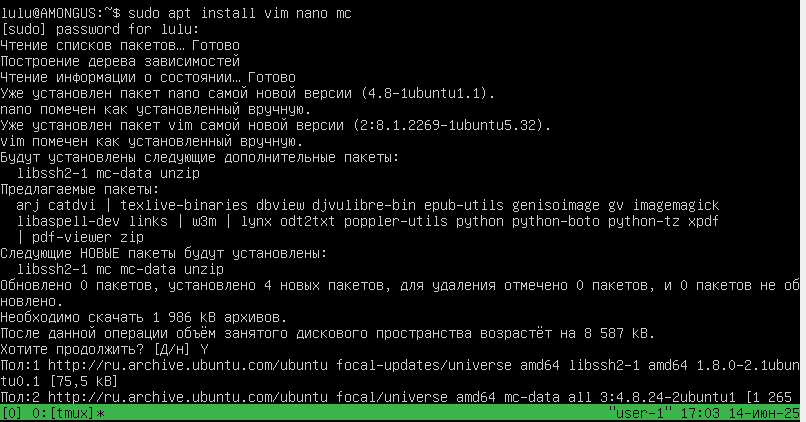 lulu@AMONGUS:~$ sudo apt install vim nano mc
[sudo] password for lulu:
Чтение списков пакетов… Готово
Построение дерева зависимостей
Чтение информации о состоянии… Готово
Уже установлен пакет nano самой новой версии (4.8-1ubuntu1.1).
nano помечен как установленный вручную.
Уже установлен пакет vim самой новой версии (2:8.1.2269-1ubuntu5.32).
vim помечен как установленный вручную.
Будут установлены следующие дополнительные пакеты:
  libssh2-1 mc-data unzip
Предлагаемые пакеты:
  arj catdvi | texlive-binaries dbview djvulibre-bin epub-utils genisoimage gv imagemagick
  libaspell-dev links | w3m | lynx odt2txt poppler-utils python python-boto python-tz xpdf
  | pdf-viewer zip
Следующие НОВЫЕ пакеты будут установлены:
  libssh2-1 mc mc-data unzip
Обновлено 0 пакетов, установлено 4 новых пакетов, для удаления отмечено 0 пакетов, и 0 пакетов не об
новлено.
Необходимо скачать 1 986 kB архивов.
После данной операции объём занятого дискового пространства возрастёт на 8 587 kB.
Хотите продолжить? [Д/н] Y
Пол:1 http://ru.archive.ubuntu.com/ubuntu focal-updates/universe amd64 libssh2-1 amd64 1.8.0-2.1ubun
tu0.1 [75,5 kB]
Пол:2 http://ru.archive.ubuntu.com/ubuntu focal/universe amd64 mc-data all 3:4.8.24-2ubuntu1 [1 265
[0] 0:[tmux]* "user-1" 17:03 14-июн-25